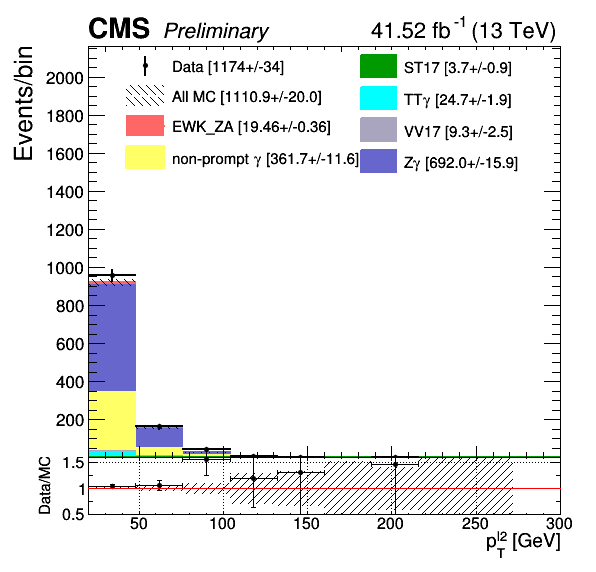 CMS Preliminary 41.52 fb⁻¹ (13 TeV)
Events/bin
2000
1800
1600
1400
1200
1000
800
600
400
200
Data [1174+/-34]
All MC [1110.9+/-20.0]
EWK_ZA [19.46+/-0.36]
non-prompt γ [361.7+/-11.6]
ST17 [3.7+/-0.9]
TTγ [24.7+/-1.9]
VV17 [9.3+/-2.5]
Zγ [692.0+/-15.9]
Data/MC
1.5
1
0.5
50 100 150 200 250 300
p_T^l2 [GeV]